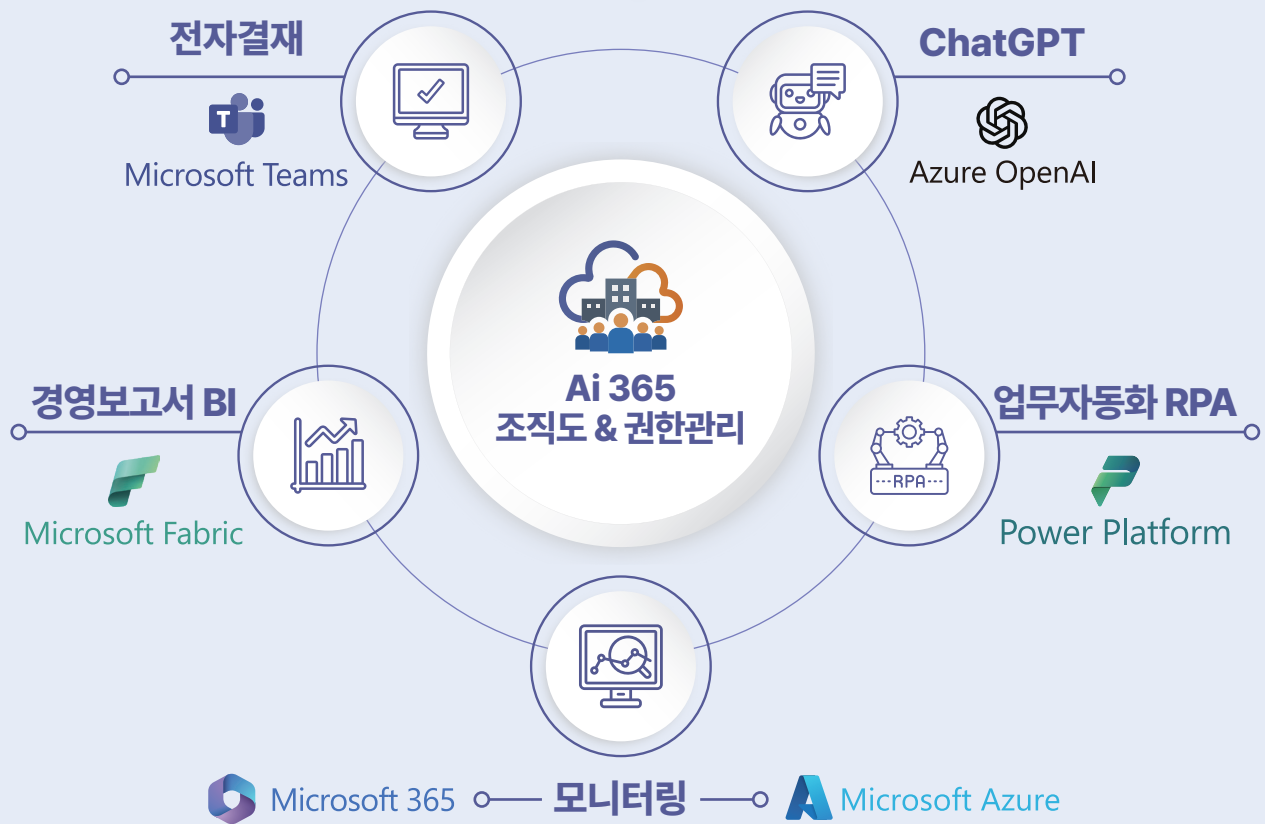 전자결재
Microsoft Teams
ChatGPT
Azure OpenAI
Ai 365
조직도 & 권한관리
경영보고서 BI
Microsoft Fabric
업무자동화 RPA
RPA
Power Platform
Microsoft 365
모니터링
Microsoft Azure